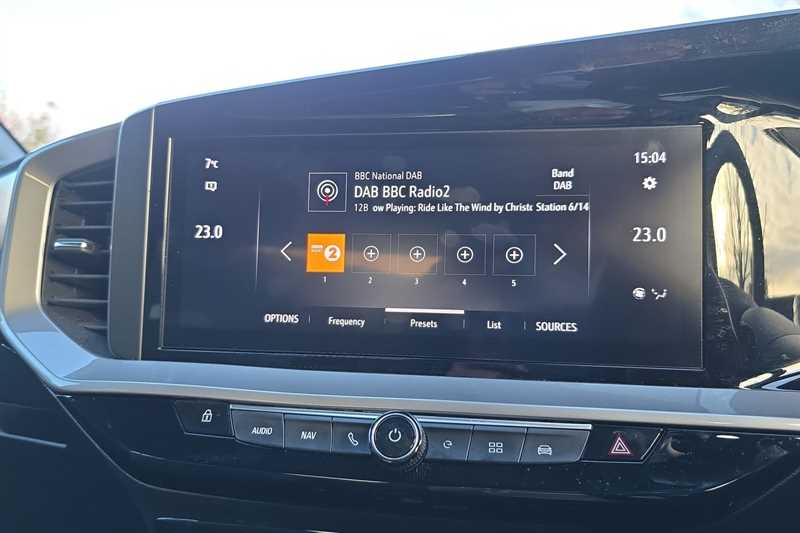 7°C
15:04
BBC National DAB
DAB BBC Radio2
Band
DAB
12B ow Playing: Ride Like The Wind by Christo Station 6/14
23.0
23.0
2
1
2
3
4
5
OPTIONS
Frequency
Presets
List
SOURCES
AUDIO
NAV